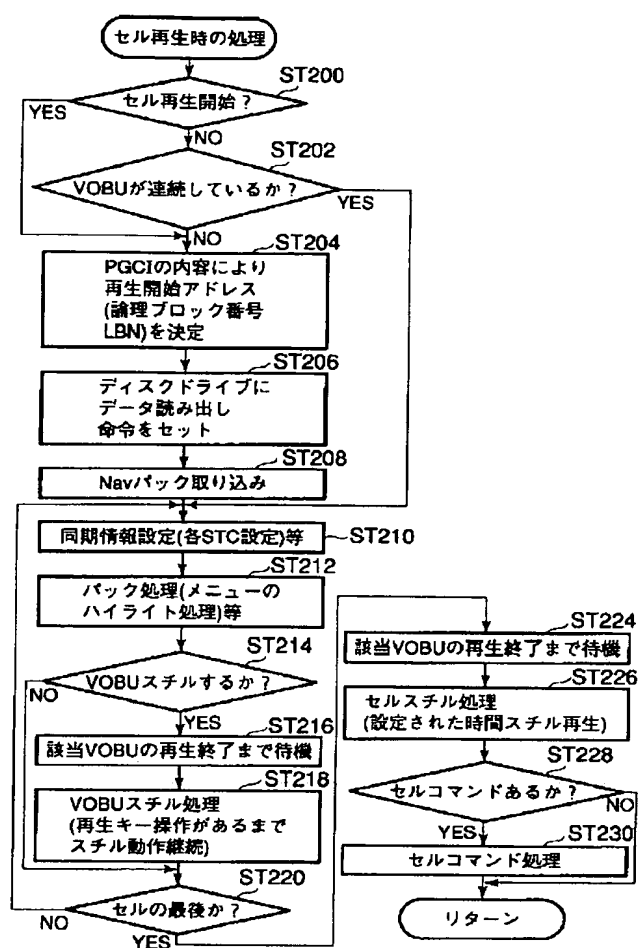 セル再生時の処理
ST200
セル再生開始?
YES
NO
ST202
VOBUが連続しているか?
YES
NO
ST204
PGCIの内容により
再生開始アドレス
(論理ブロック番号
LBN)を決定
ST206
ディスクドライブに
データ読み出し
命令をセット
ST208
Navパック取り込み
同期情報設定(各STC設定)等
ST210
ST212
パック処理(メニューの
ハイライト処理)等
ST214
VOBUスチルするか?
NO
YES
ST216
該当VOBUの再生終了まで待機
ST218
VOBUスチル処理
(再生キー操作があるまで
スチル動作継続)
ST220
セルの最後か?
NO
YES
ST224
該当VOBUの再生終了まで待機
ST226
セルスチル処理
(設定された時間スチル再生)
ST228
セルコマンドあるか?
NO
YES
ST230
セルコマンド処理
リターン